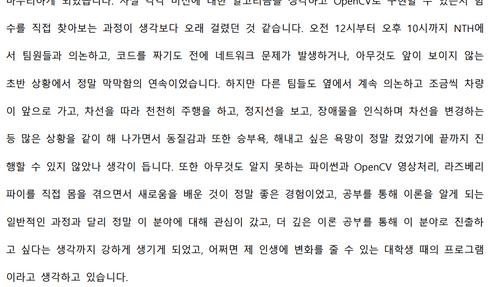 마무리하게 되었습니다. 사실 각각 미션에 대한 알고리즘을 생각하고 OpenCV로 구현할 수 있는지 함
수를 직접 찾아보는 과정이 생각보다 오래 걸렸던 것 같습니다. 오전 12시부터 오후 10시까지 NTH에
서 팀원들과 의논하고, 코드를 짜기도 전에 네트워크 문제가 발생하거나, 아무것도 앞이 보이지 않는
초반 상황에서 정말 막막함의 연속이었습니다. 하지만 다른 팀들도 옆에서 계속 의논하고 조금씩 차량
이 앞으로 가고, 차선을 따라 천천히 주행을 하고, 정지선을 보고, 장애물을 인식하며 차선을 변경하는
등 많은 상황을 같이 해 나가면서 동질감과 또한 승부욕, 해내고 싶은 욕망이 정말 컸었기에 끝까지 진
행할 수 있지 않았나 생각이 듭니다. 또한 아무것도 알지 못하는 파이썬과 OpenCV 영상처리, 라즈베리
파이를 직접 몸을 겪으면서 새로움을 배운 것이 정말 좋은 경험이었고, 공부를 통해 이론을 알게 되는
일반적인 과정과 달리 정말 이 분야에 대해 관심이 갔고, 더 깊은 이론 공부를 통해 이 분야로 진출하
고 싶다는 생각까지 강하게 생기게 되었고, 어쩌면 제 인생에 변화를 줄 수 있는 대학생 때의 프로그램
이라고 생각하고 있습니다.